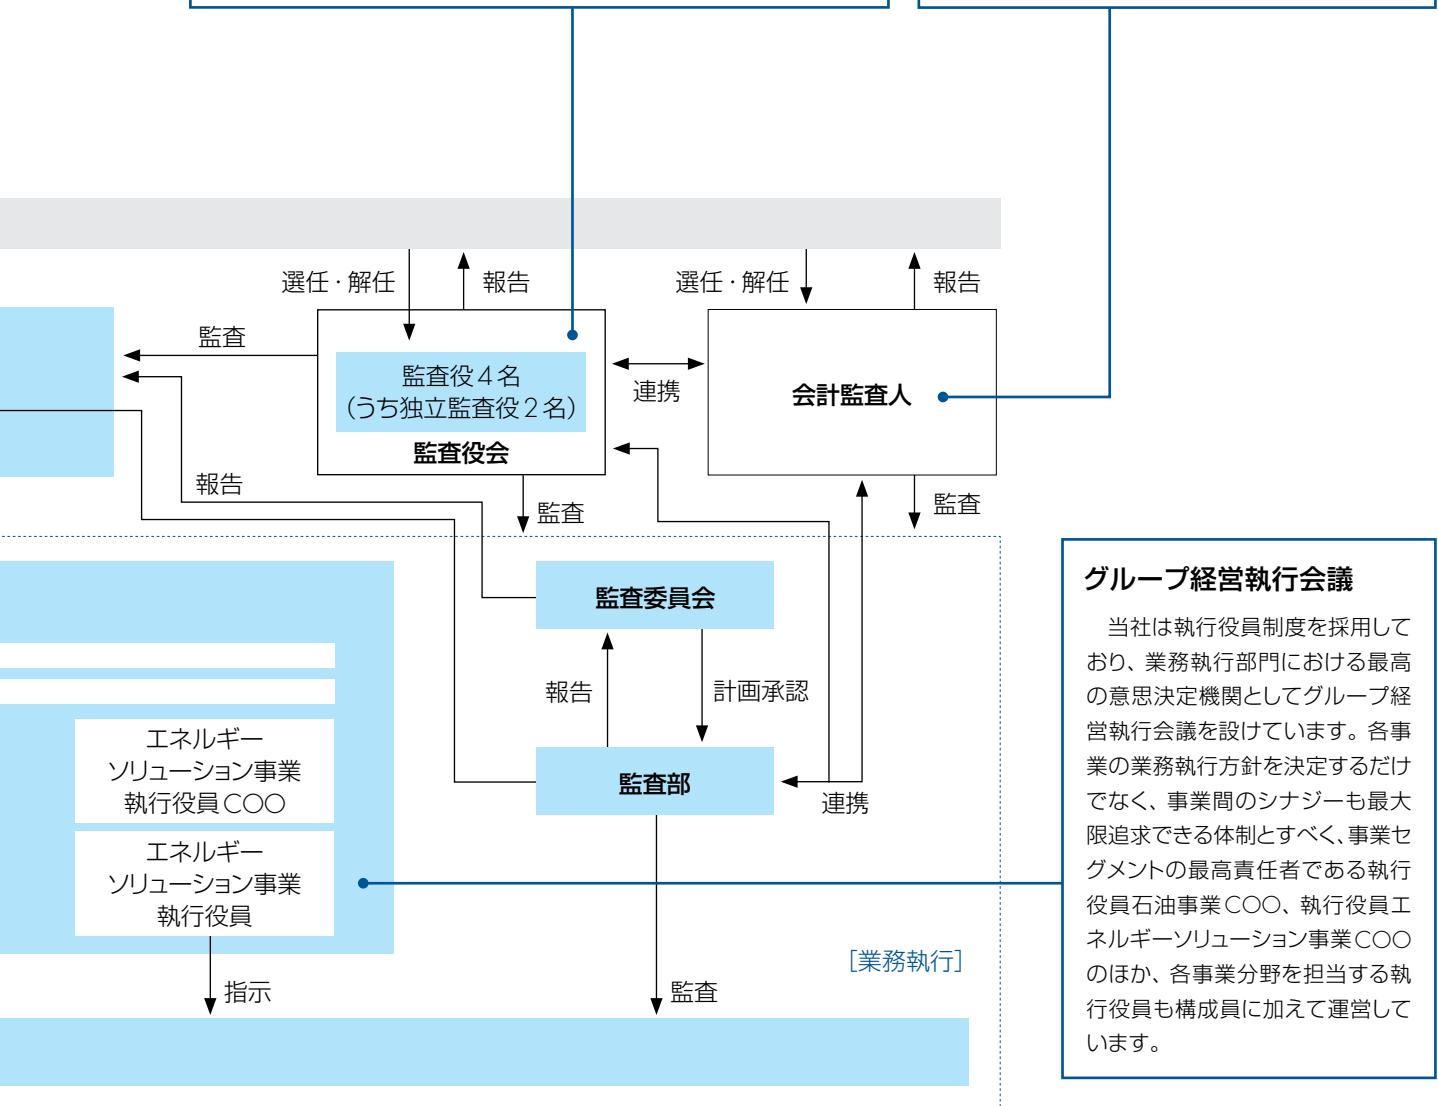 選任・解任
報告
選任・解任
報告
監査
監査役4名
(うち独立監査役2名)
監査役会
連携
会計監査人
報告
監査
監査
監査委員会
報告
計画承認
監査部
連携
エネルギー
ソリューション事業
執行役員COO
エネルギー
ソリューション事業
執行役員
指示
監査
[業務執行]
グループ経営執行会議
当社は執行役員制度を採用して
おり、業務執行部門における最高
の意思決定機関としてグループ経
営執行会議を設けています。各事
業の業務執行方針を決定するだけ
でなく、事業間のシナジーも最大
限追求できる体制とすべく、事業セ
グメントの最高責任者である執行
役員石油事業COO、執行役員エ
ネルギーソリューション事業COO
のほか、各事業分野を担当する執
行役員も構成員に加えて運営して
います。